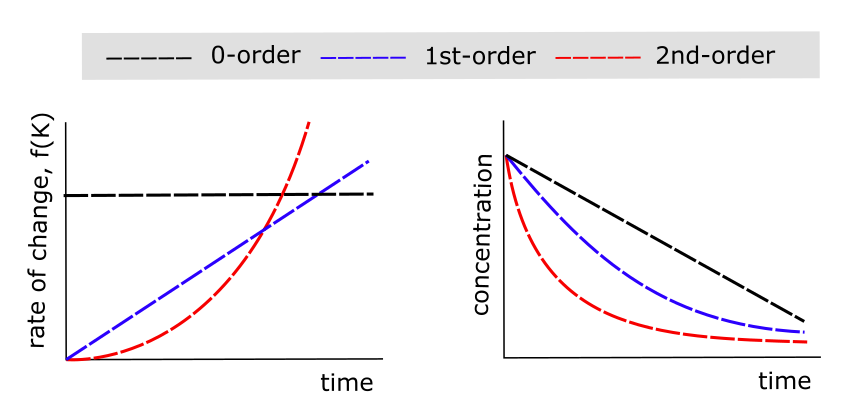 0-order 1st-order 2nd-order
rate of change, f(K)
time
concentration
time